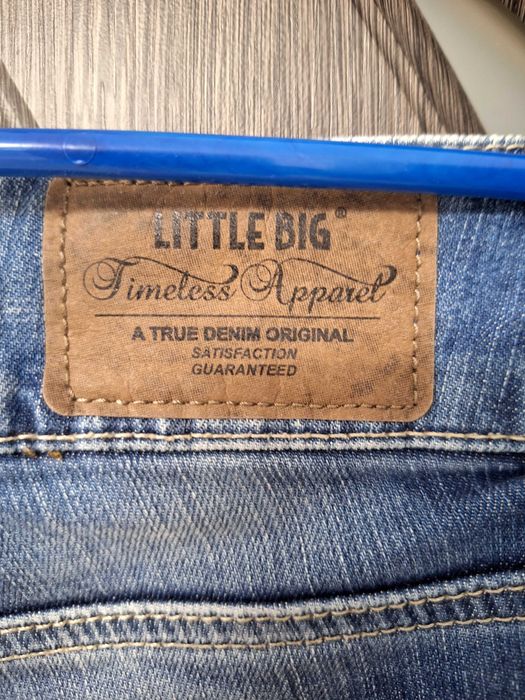 LITTLE BIG®
Timeless Apparel
A TRUE DENIM ORIGINAL
SATISFACTION
GUARANTEED